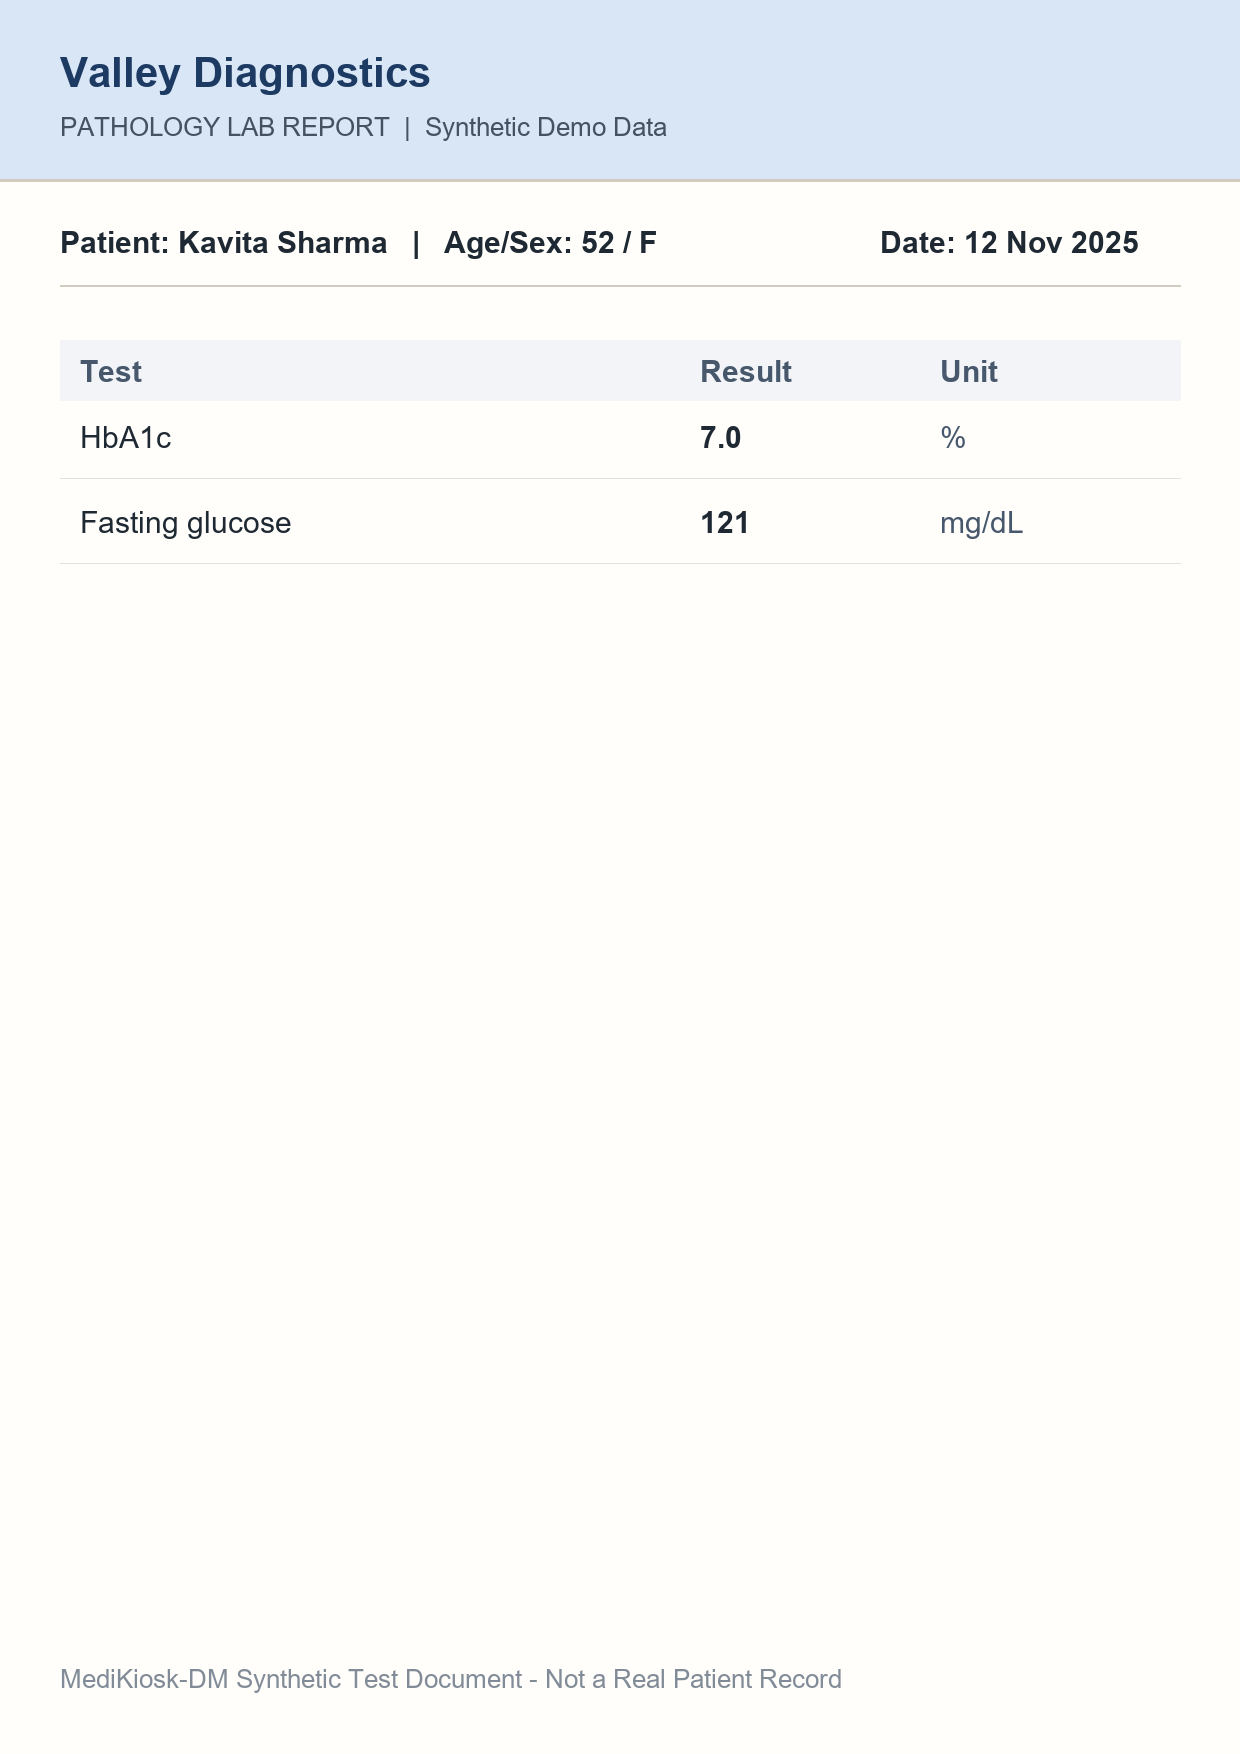 Valley Diagnostics
PATHOLOGY LAB REPORT | Synthetic Demo Data
Patient: Kavita Sharma | Age/Sex: 52 / F Date: 12 Nov 2025
Test Result Unit
HbA1c 7.0 %
Fasting glucose 121 mg/dL
MediKiosk-DM Synthetic Test Document - Not a Real Patient Record